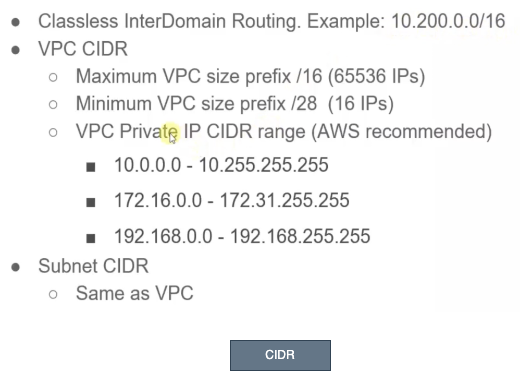 ● Classless InterDomain Routing. Example: 10.200.0.0/16
● VPC CIDR
○ Maximum VPC size prefix /16 (65536 IPs)
○ Minimum VPC size prefix /28 (16 IPs)
○ VPC Private IP CIDR range (AWS recommended)
■ 10.0.0.0 - 10.255.255.255
■ 172.16.0.0 - 172.31.255.255
■ 192.168.0.0 - 192.168.255.255
● Subnet CIDR
○ Same as VPC
CIDR